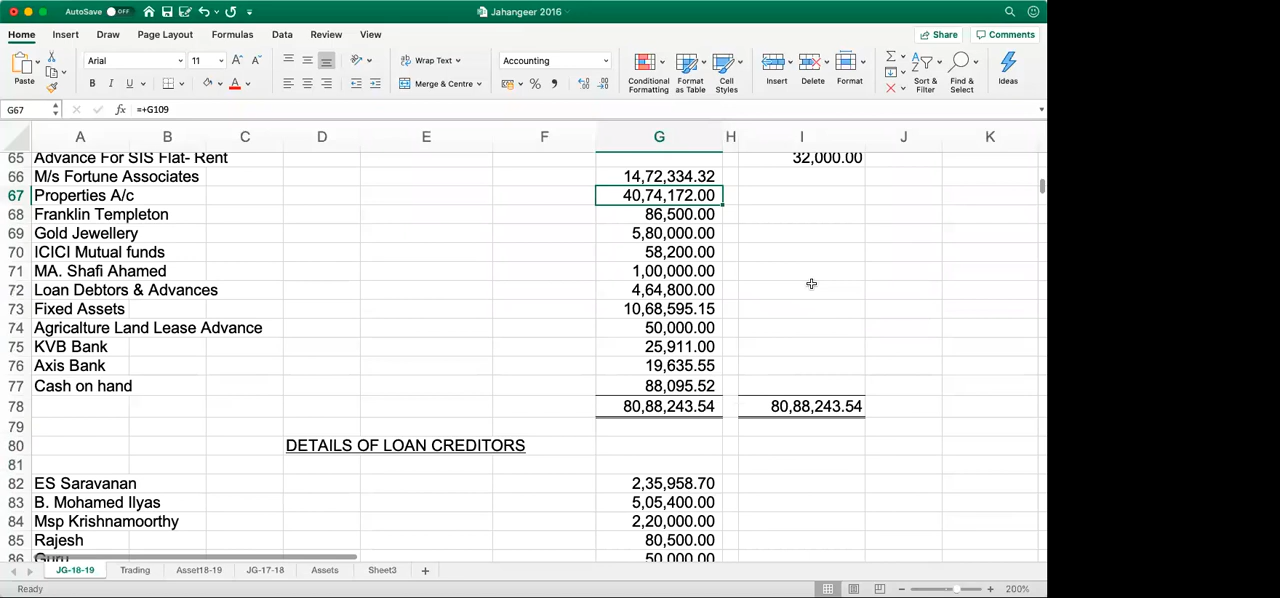 AutoSave OFF Jahangeer 2016
Home Insert Draw Page Layout Formulas Data Review View Share Comments
Paste Arial 11 Wrap Text Accounting Conditional Formatting Format as Table Cell Styles Insert Delete Format Sort & Filter Find & Select Ideas
B I U A Merge & Centre %
G67 fx =+G109
A B C D E F G H I J K
65 Advance For SIS Flat- Rent 32,000.00
66 M/s Fortune Associates 14,72,334.32
67 Properties A/c 40,74,172.00
68 Franklin Templeton 86,500.00
69 Gold Jewellery 5,80,000.00
70 ICICI Mutual funds 58,200.00
71 MA. Shafi Ahamed 1,00,000.00
72 Loan Debtors & Advances 4,64,800.00
73 Fixed Assets 10,68,595.15
74 Agricalture Land Lease Advance 50,000.00
75 KVB Bank 25,911.00
76 Axis Bank 19,635.55
77 Cash on hand 88,095.52
78 80,88,243.54 80,88,243.54
79
80 DETAILS OF LOAN CREDITORS
81
82 ES Saravanan 2,35,958.70
83 B. Mohamed Ilyas 5,05,400.00
84 Msp Krishnamoorthy 2,20,000.00
85 Rajesh 80,500.00
86 Guru 50,000.00
JG-18-19 Trading Asset18-19 JG-17-18 Assets Sheet3 +
Ready 200%